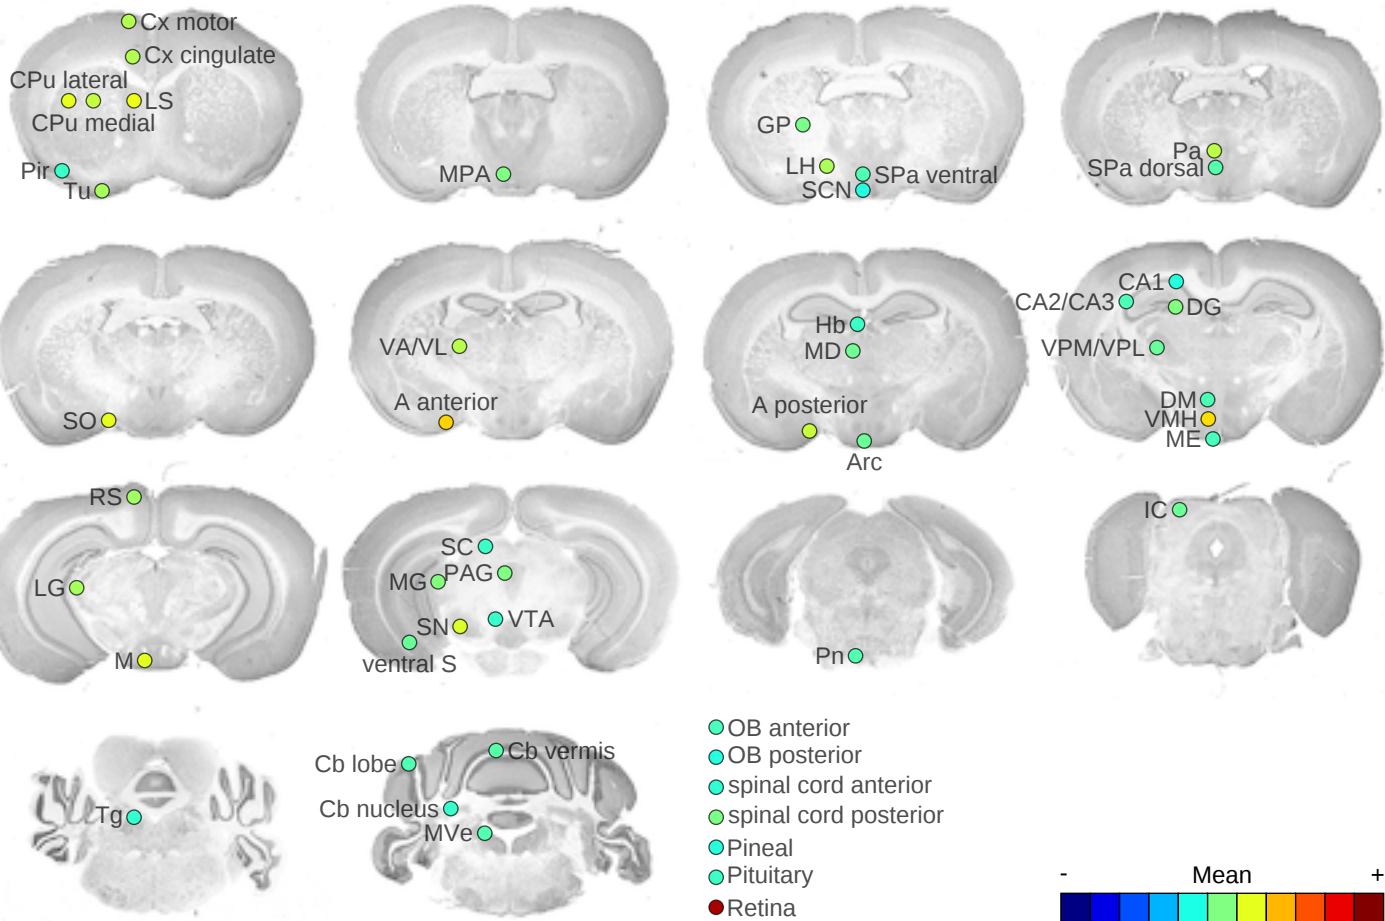 Cx motor
Cx cingulate
CPu lateral
LS
CPu medial
Pir
Tu
MPA
GP
LH
SPa ventral
SCN
Pa
SPa dorsal
SO
VA/VL
A anterior
Hb
MD
A posterior
Arc
CA1
CA2/CA3
DG
VPM/VPL
DM
VMH
ME
RS
LG
M
SC
MG
PAG
SN
VTA
ventral S
Pn
IC
Tg
Cb lobe
Cb vermis
Cb nucleus
MVe
OB anterior
OB posterior
spinal cord anterior
spinal cord posterior
Pineal
Pituitary
Retina
- Mean +